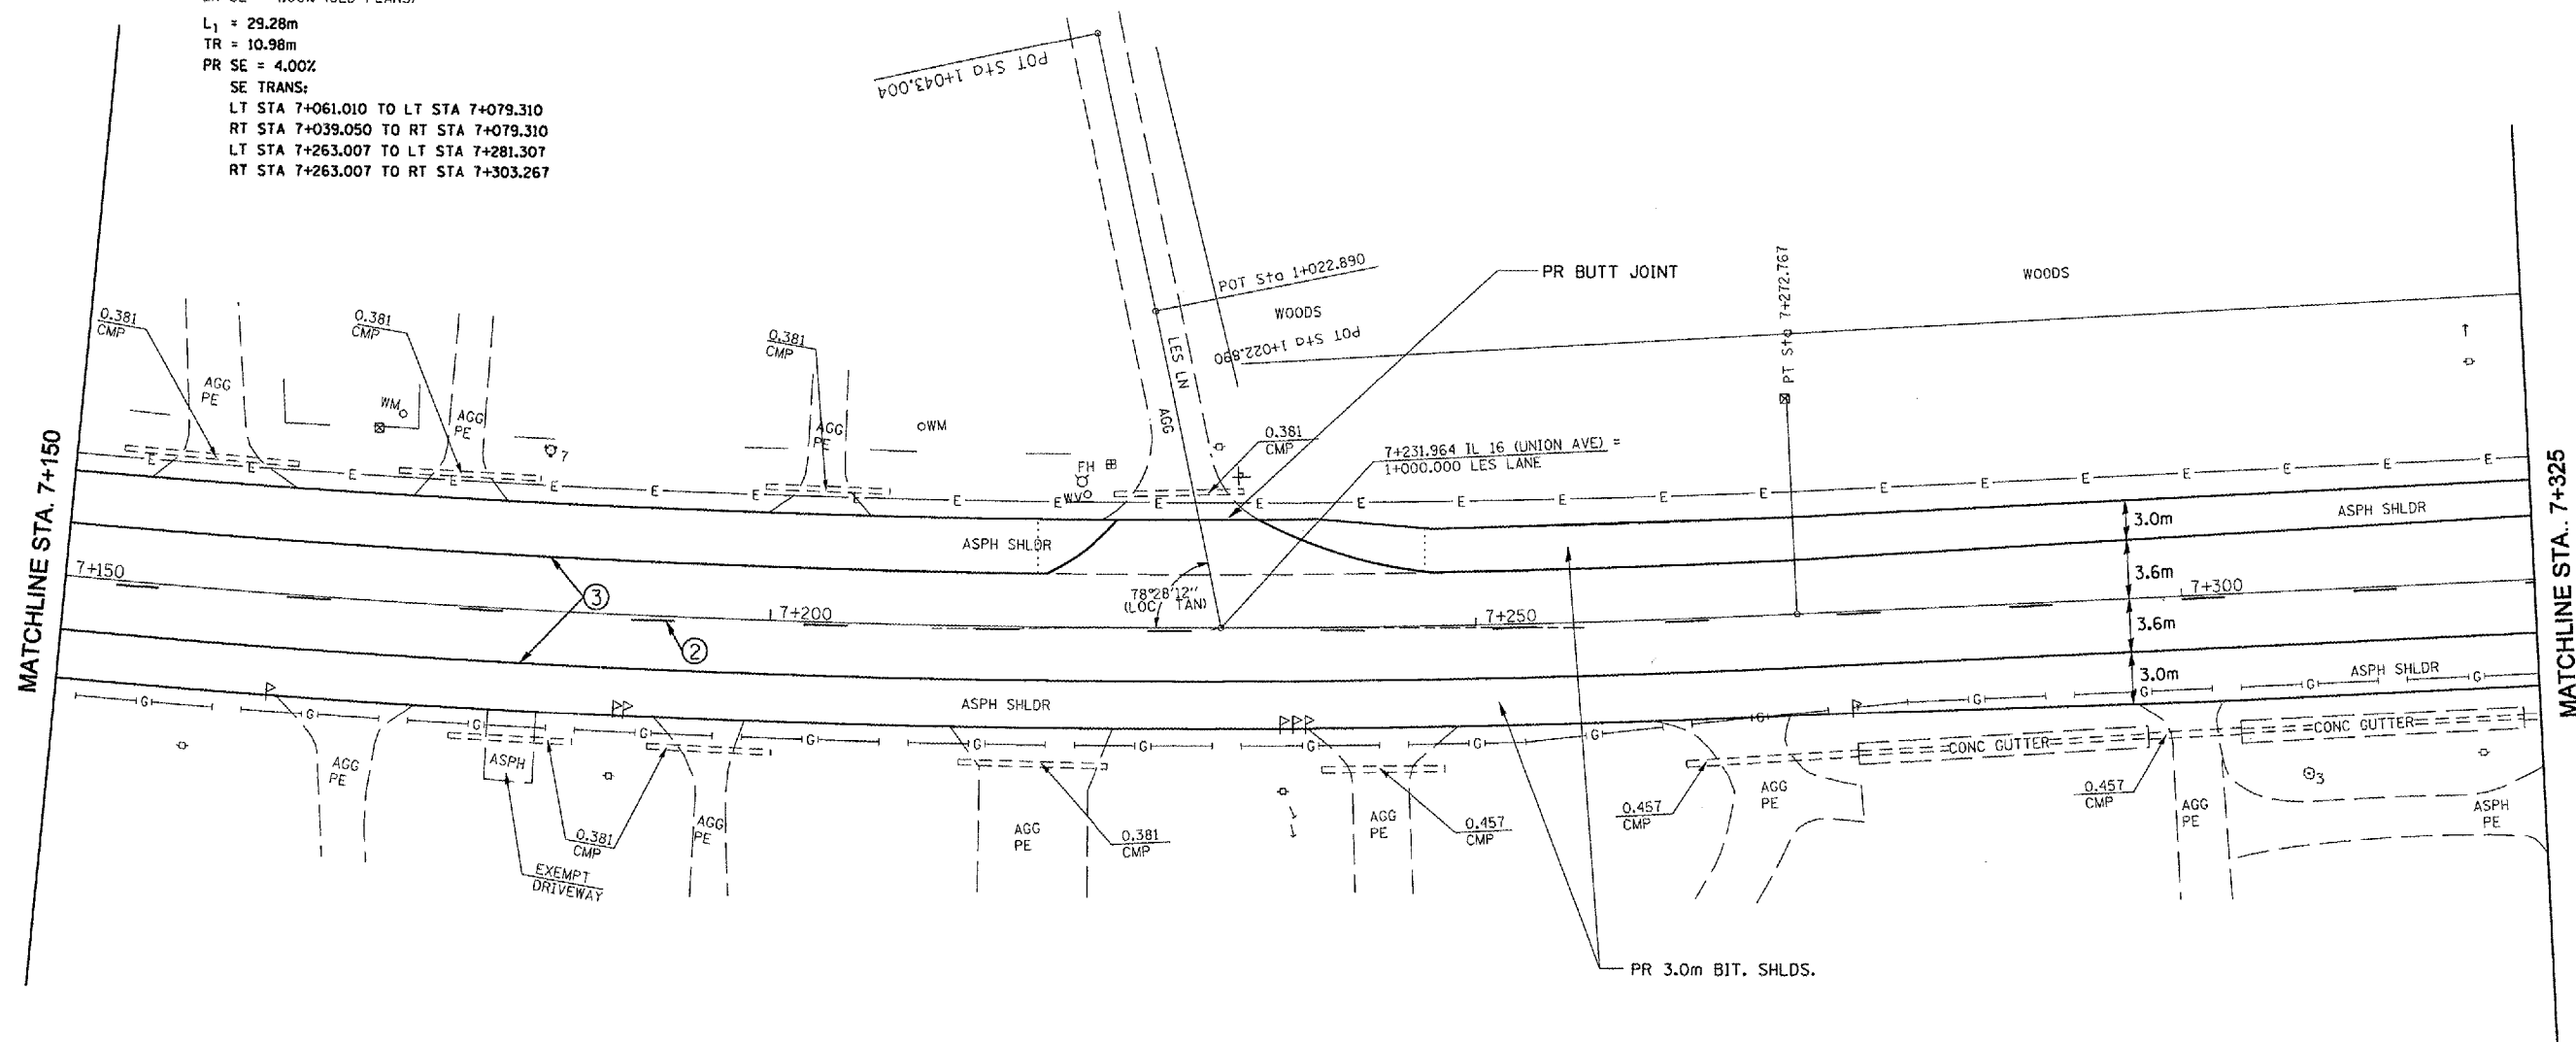 L1 = 29.28m
TR = 10.98m
PR SE = 4.00%
SE TRANS:
LT STA 7+061.010 TO LT STA 7+079.310
RT STA 7+039.050 TO RT STA 7+079.310
LT STA 7+263.007 TO LT STA 7+281.307
RT STA 7+263.007 TO RT STA 7+303.267
POT Sta 1+043.004
POT Sta 1+022.890
WOODS
POT Sta 1+022.890
PR BUTT JOINT
PT Sta 7+272.767
WOODS
0.381
CMP
0.381
CMP
0.381
CMP
LES LN
AGG
AGG
PE
WM
AGG
PE
7
AGG
PE
WM
FH
WV
0.381
CMP
7+231.964 IL 16 (UNION AVE) =
1+000.000 LES LANE
E E E E E E E E E E E E E E E E E E E E E E E E
MATCHLINE STA. 7+150
MATCHLINE STA.. 7+325
ASPH SHLDR
3.0m
ASPH SHLDR
7+150
3
7+200
2
78°28'12"
(LOC TAN)
7+250
3.6m
7+300
3.6m
3.0m
ASPH SHLDR
ASPH SHLDR
G G G G G G G G G G G G G G G
AGG
PE
ASPH
EXEMPT
DRIVEWAY
0.381
CMP
AGG
PE
AGG
PE
0.381
CMP
AGG
PE
0.457
CMP
0.457
CMP
AGG
PE
CONC GUTTER
0.457
CMP
AGG
PE
CONC GUTTER
3
ASPH
PE
PR 3.0m BIT. SHLDS.